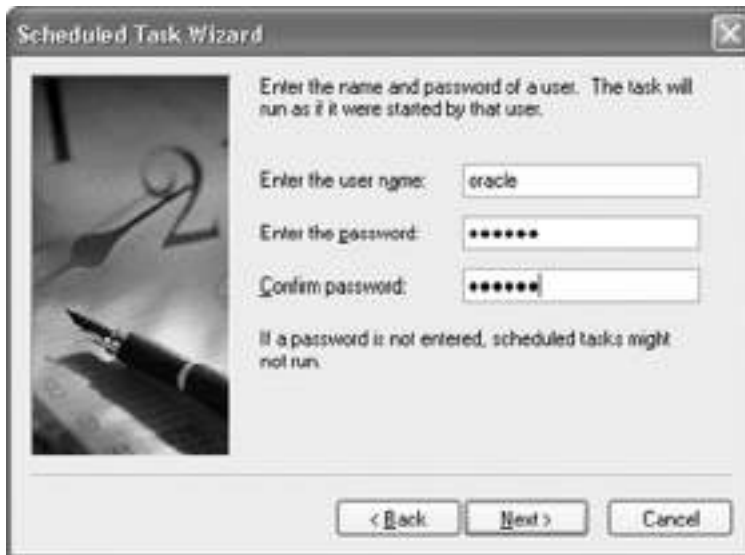 Scheduled Task Wizard
Enter the name and password of a user. The task will
run as if it were started by that user.
Enter the user name:
oracle
Enter the password:
••••••
Confirm password:
••••••
If a password is not entered, scheduled tasks might
not run.
< Back
Next >
Cancel
2